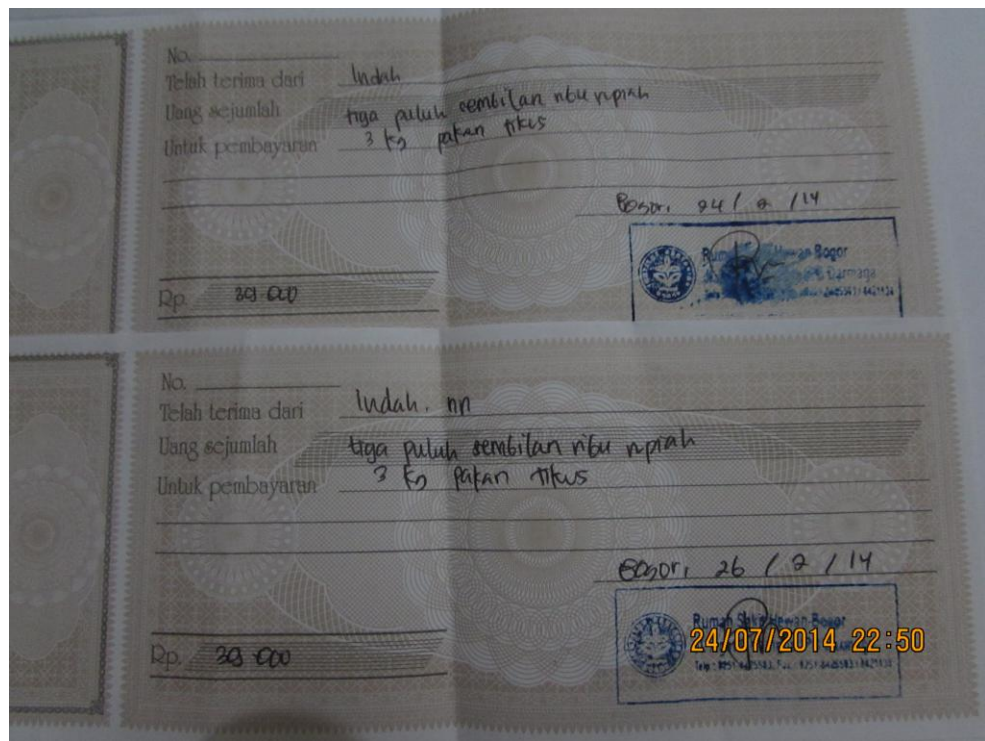 No.
Telah terima dari Indah
Uang sejumlah tiga puluh sembilan ribu rupiah
Untuk pembayaran 3 kg pakan tikus
Bogor, 24 / 2 / 14
Hewan Bogor
Darmaga
Rp. 39.000
No.
Telah terima dari Indah. nn
Uang sejumlah tiga puluh sembilan ribu rupiah
Untuk pembayaran 3 kg pakan tikus
Bogor, 26 / 2 / 14
Rumah Sakit Hewan Bogor
24/07/2014 22:50
Rp. 39.000